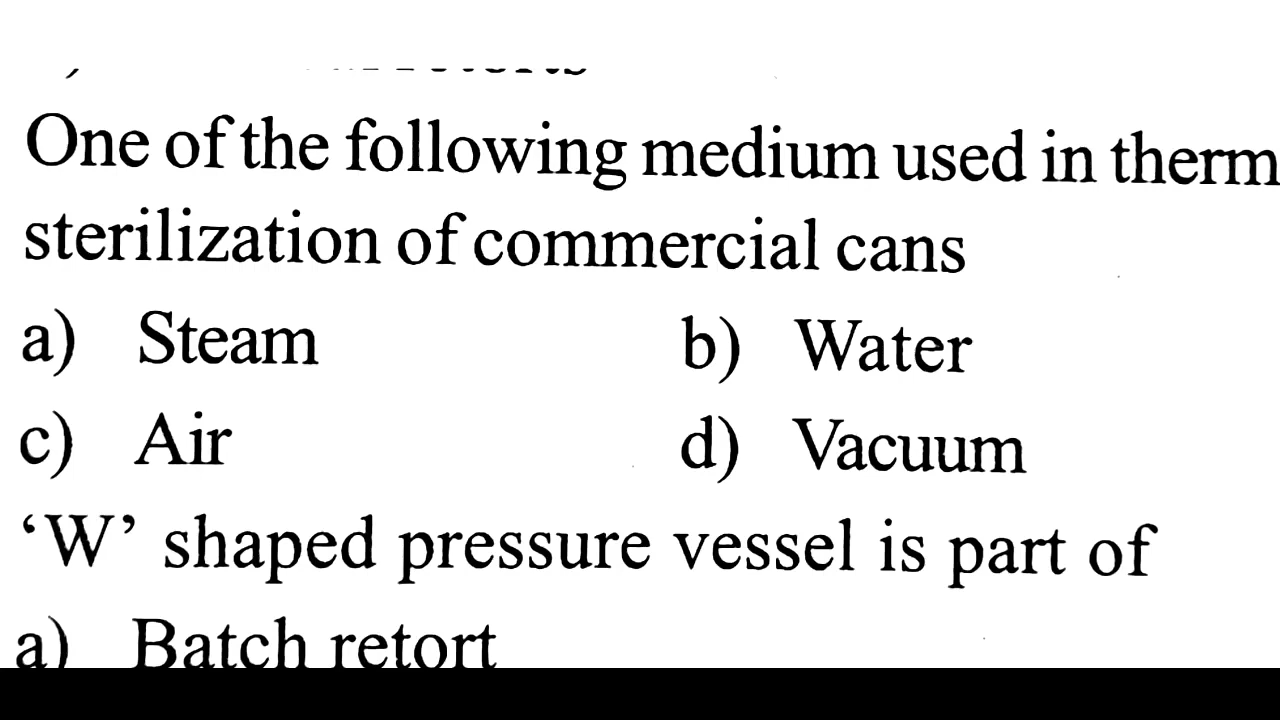 One of the following medium used in therm
sterilization of commercial cans
a) Steam b) Water
c) Air d) Vacuum
‘W’ shaped pressure vessel is part of
a) Batch retort